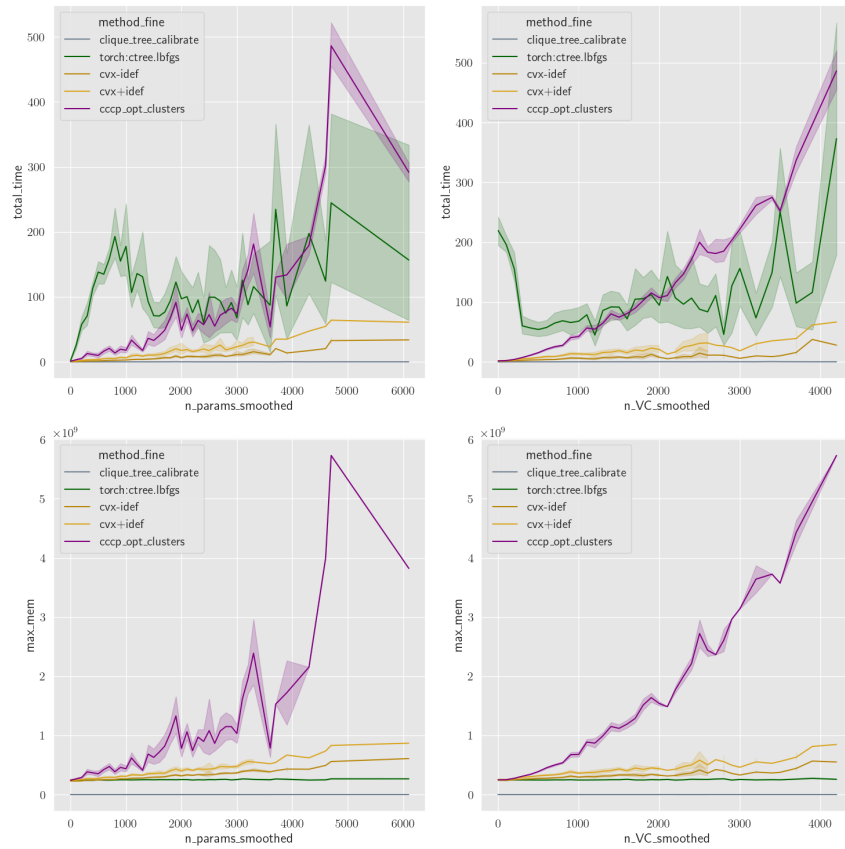 method_fine
clique_tree_calibrate
torch:ctree.lbfgs
cvx-idef
cvx+idef
cccp_opt_clusters
500
400
300
200
100
0
total_time
0 1000 2000 3000 4000 5000 6000
n_params_smoothed
method_fine
clique_tree_calibrate
torch:ctree.lbfgs
cvx-idef
cvx+idef
cccp_opt_clusters
500
400
300
200
100
0
total_time
0 1000 2000 3000 4000
n_VC_smoothed
×10⁹
method_fine
clique_tree_calibrate
torch:ctree.lbfgs
cvx-idef
cvx+idef
cccp_opt_clusters
6
5
4
3
2
1
0
max_mem
0 1000 2000 3000 4000 5000 6000
n_params_smoothed
×10⁹
method_fine
clique_tree_calibrate
torch:ctree.lbfgs
cvx-idef
cvx+idef
cccp_opt_clusters
6
5
4
3
2
1
0
max_mem
0 1000 2000 3000 4000
n_VC_smoothed